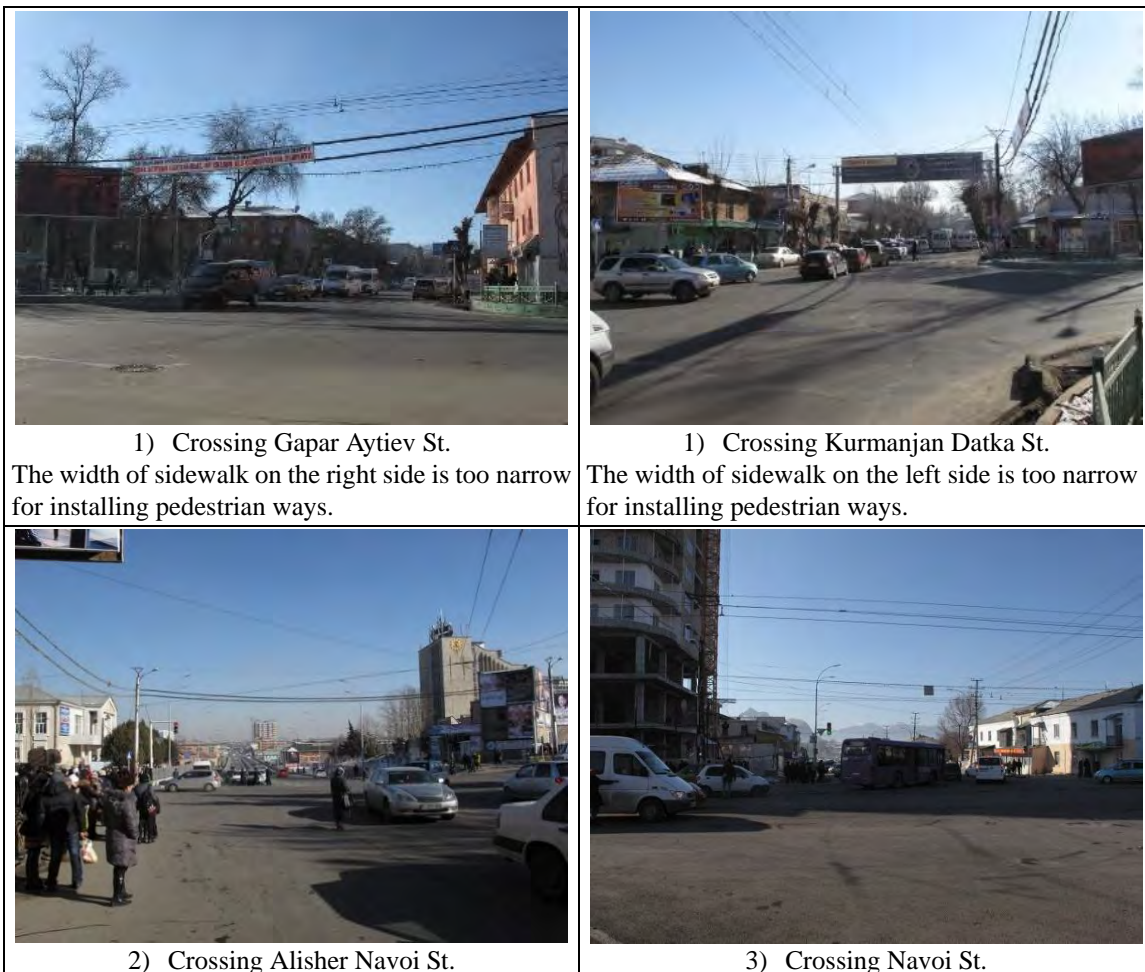 1) Crossing Gapar Aytiev St.
The width of sidewalk on the right side is too narrow
for installing pedestrian ways.
1) Crossing Kurmanjan Datka St.
The width of sidewalk on the left side is too narrow
for installing pedestrian ways.
2) Crossing Alisher Navoi St.
3) Crossing Navoi St.